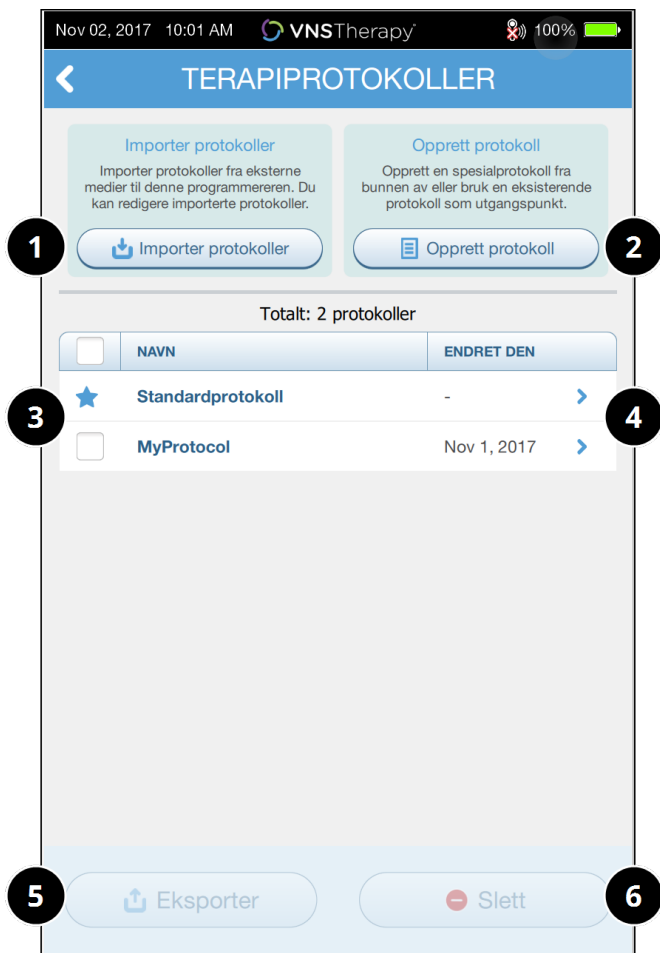 Nov 02, 2017 10:01 AM VNSTherapy 100%
TERAPIPROTOKOLLER
Importer protokoller
Importer protokoller fra eksterne
medier til denne programmereren. Du
kan redigere importerte protokoller.
1 Importer protokoller
Opprett protokoll
Opprett en spesialprotokoll fra
bunnen av eller bruk en eksisterende
protokoll som utgangspunkt.
Opprett protokoll 2
Totalt: 2 protokoller
NAVN ENDRET DEN
3 Standardprotokoll - 4
MyProtocol Nov 1, 2017
5 Eksporter Slett 6